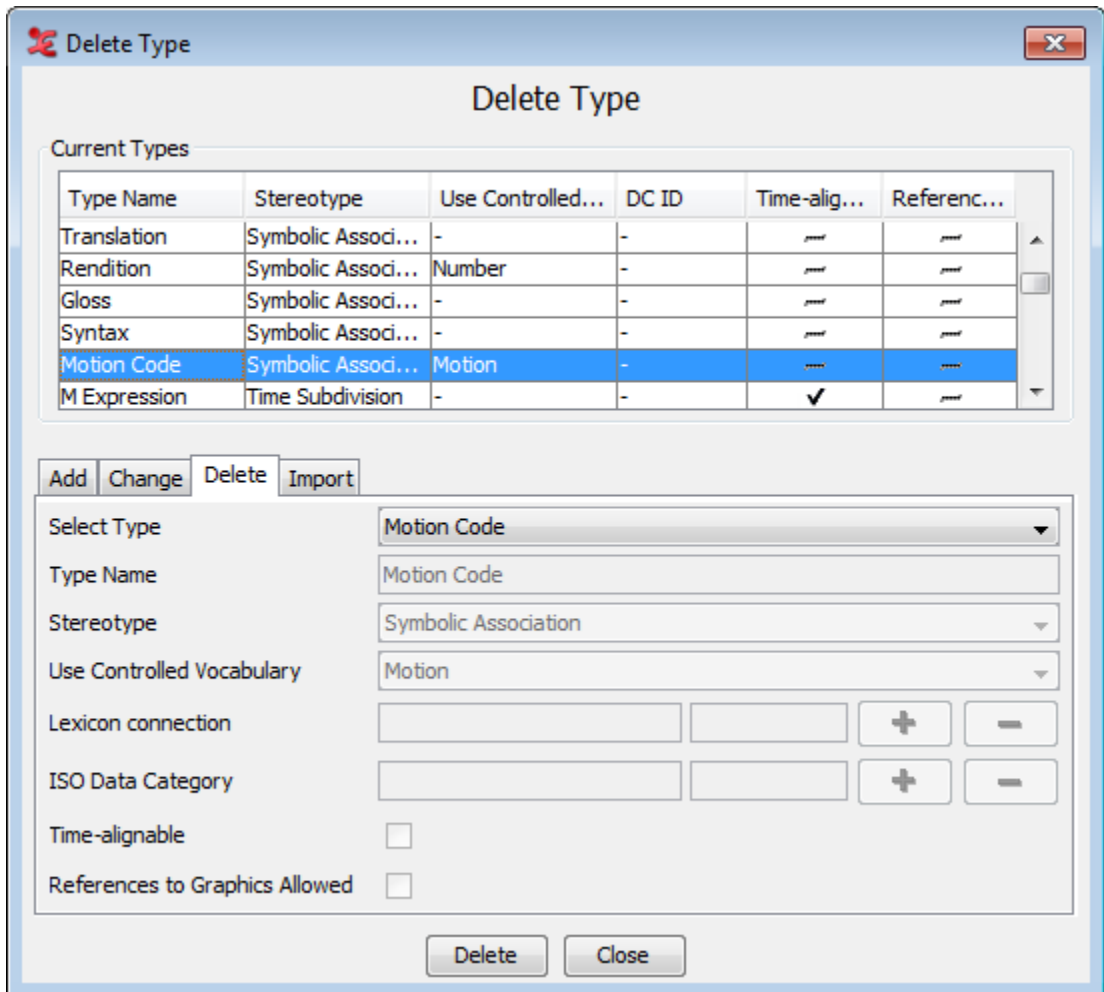 Delete Type
Delete Type
Current Types
Type Name Stereotype Use Controlled... DC ID Time-alig... Referenc...
Translation Symbolic Associ... - -
Rendition Symbolic Associ... Number -
Gloss Symbolic Associ... - -
Syntax Symbolic Associ... - -
Motion Code Symbolic Associ... Motion -
M Expression Time Subdivision - -
Add Change Delete Import
Select Type Motion Code
Type Name Motion Code
Stereotype Symbolic Association
Use Controlled Vocabulary Motion
Lexicon connection
ISO Data Category
Time-alignable
References to Graphics Allowed
Delete Close